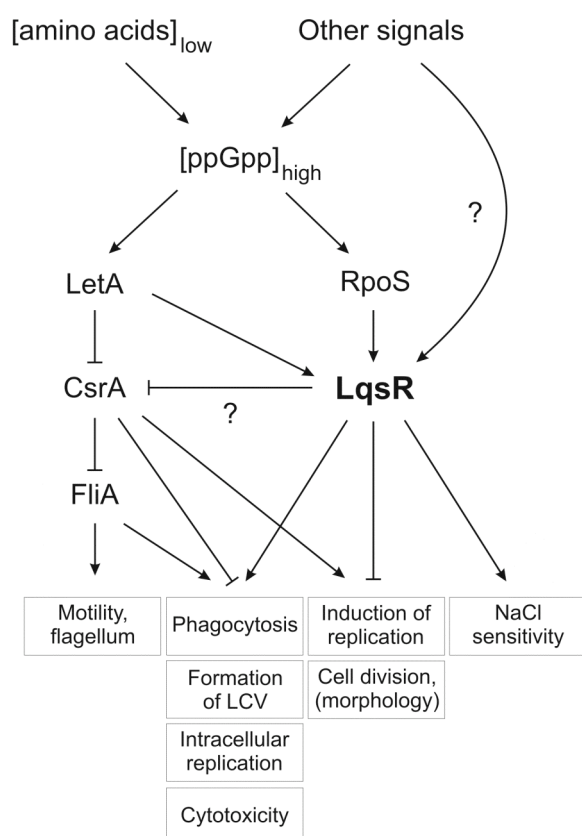 [amino acids]low
Other signals
[ppGpp]high
?
LetA
RpoS
CsrA
?
LqsR
FliA
Motility,
flagellum
Phagocytosis
Induction of
replication
NaCl
sensitivity
Formation
of LCV
Cell division,
(morphology)
Intracellular
replication
Cytotoxicity